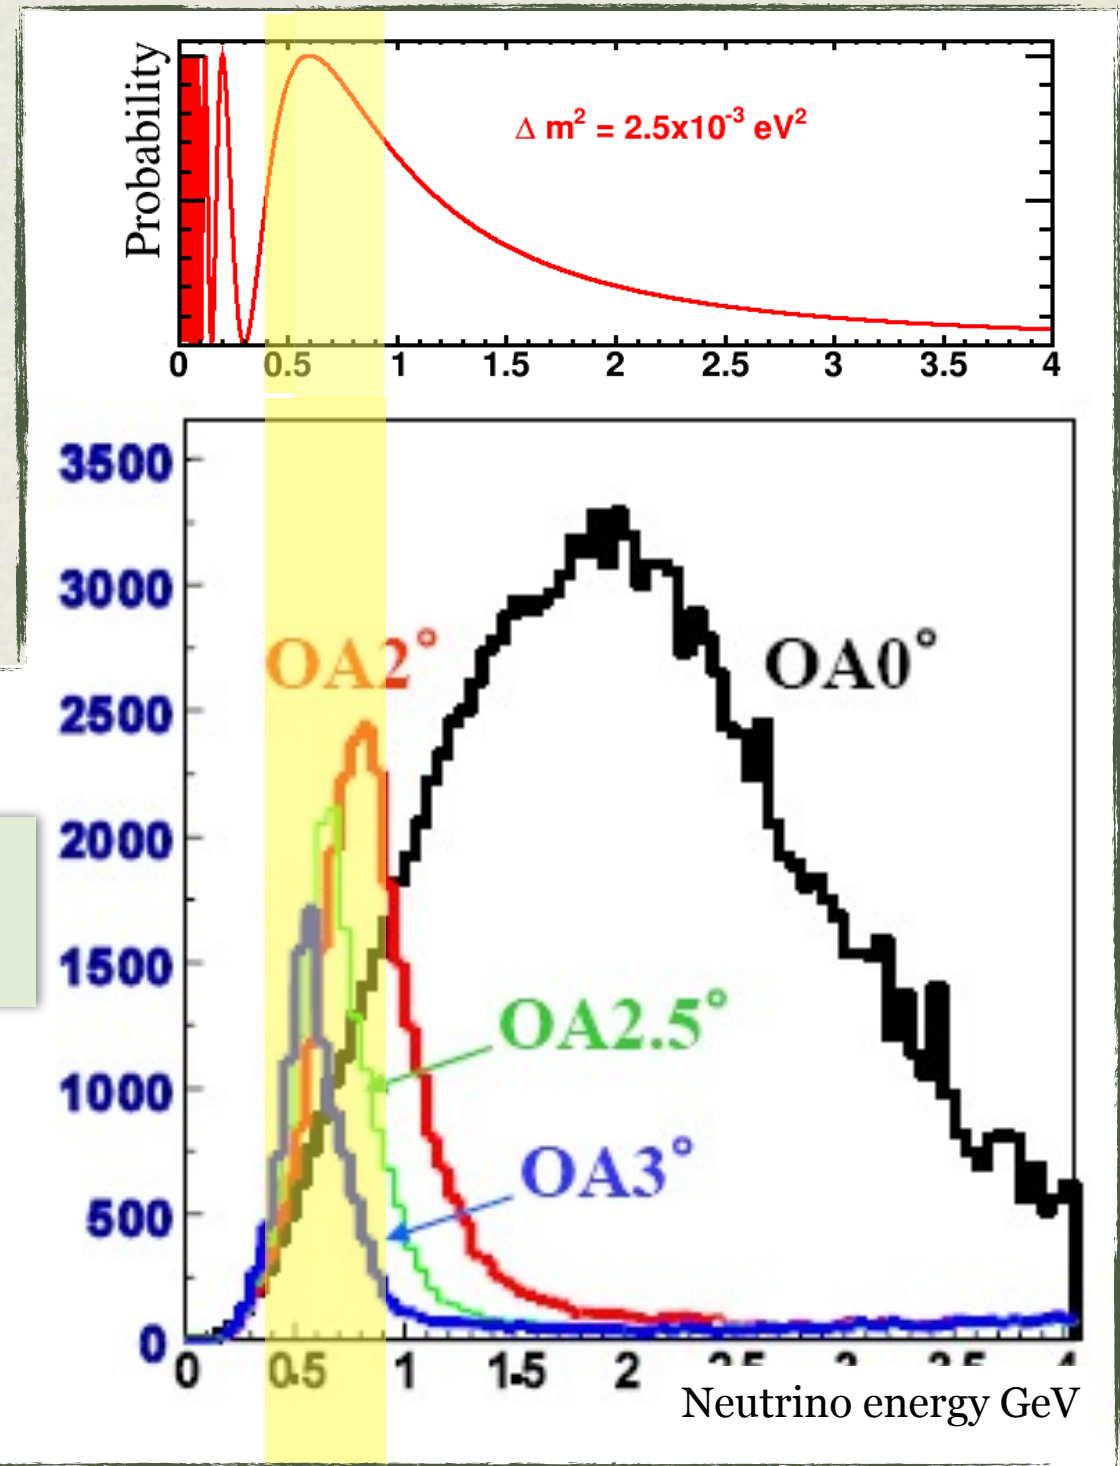 Probability
Δ m² = 2.5x10⁻³ eV²
0 0.5 1 1.5 2 2.5 3 3.5 4
3500
3000
OA2° OA0°
2500
2000
1500
OA2.5°
1000
OA3°
500
0
0 0.5 1 1.5 2
Neutrino energy GeV